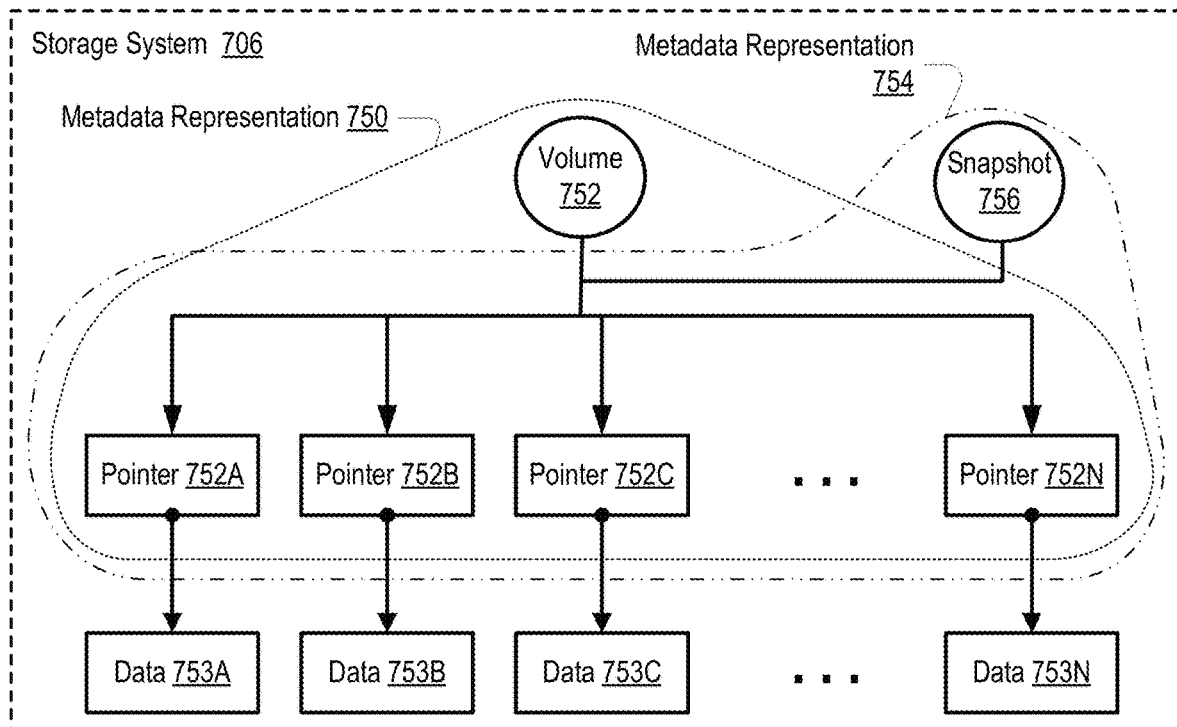 Storage System 706
Metadata Representation
754
Metadata Representation 750
Volume
752
Snapshot
756
Pointer 752A
Pointer 752B
Pointer 752C
. . .
Pointer 752N
Data 753A
Data 753B
Data 753C
. . .
Data 753N